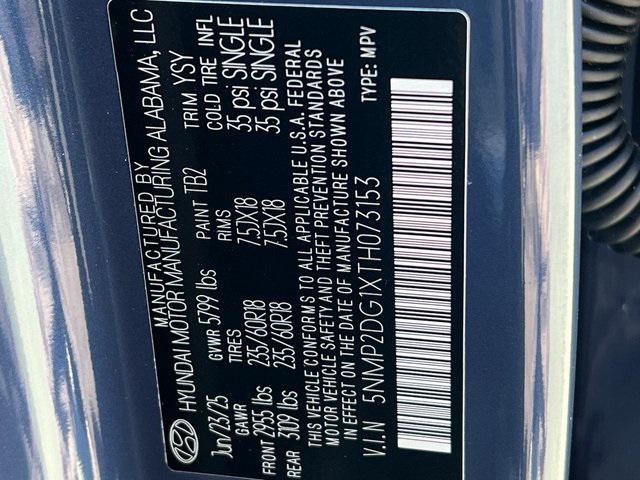 MANUFACTURED BY
HYUNDAI MOTOR MANUFACTURING ALABAMA, LLC
Jun/23/25 GVWR 5799 lbs PAINT TB2 TRIM YSY
GAWR TIRES RIMS COLD TIRE INFL
FRONT 2955 lbs 235/60R18 7.5JX18 35 psi SINGLE
REAR 3109 lbs 235/60R18 7.5JX18 35 psi SINGLE
THIS VEHICLE CONFORMS TO ALL APPLICABLE U.S.A. FEDERAL
MOTOR VEHICLE SAFETY AND THEFT PREVENTION STANDARDS
IN EFFECT ON THE DATE OF MANUFACTURE SHOWN ABOVE
V.I.N 5NMP2DG1XTH073153 TYPE: MPV